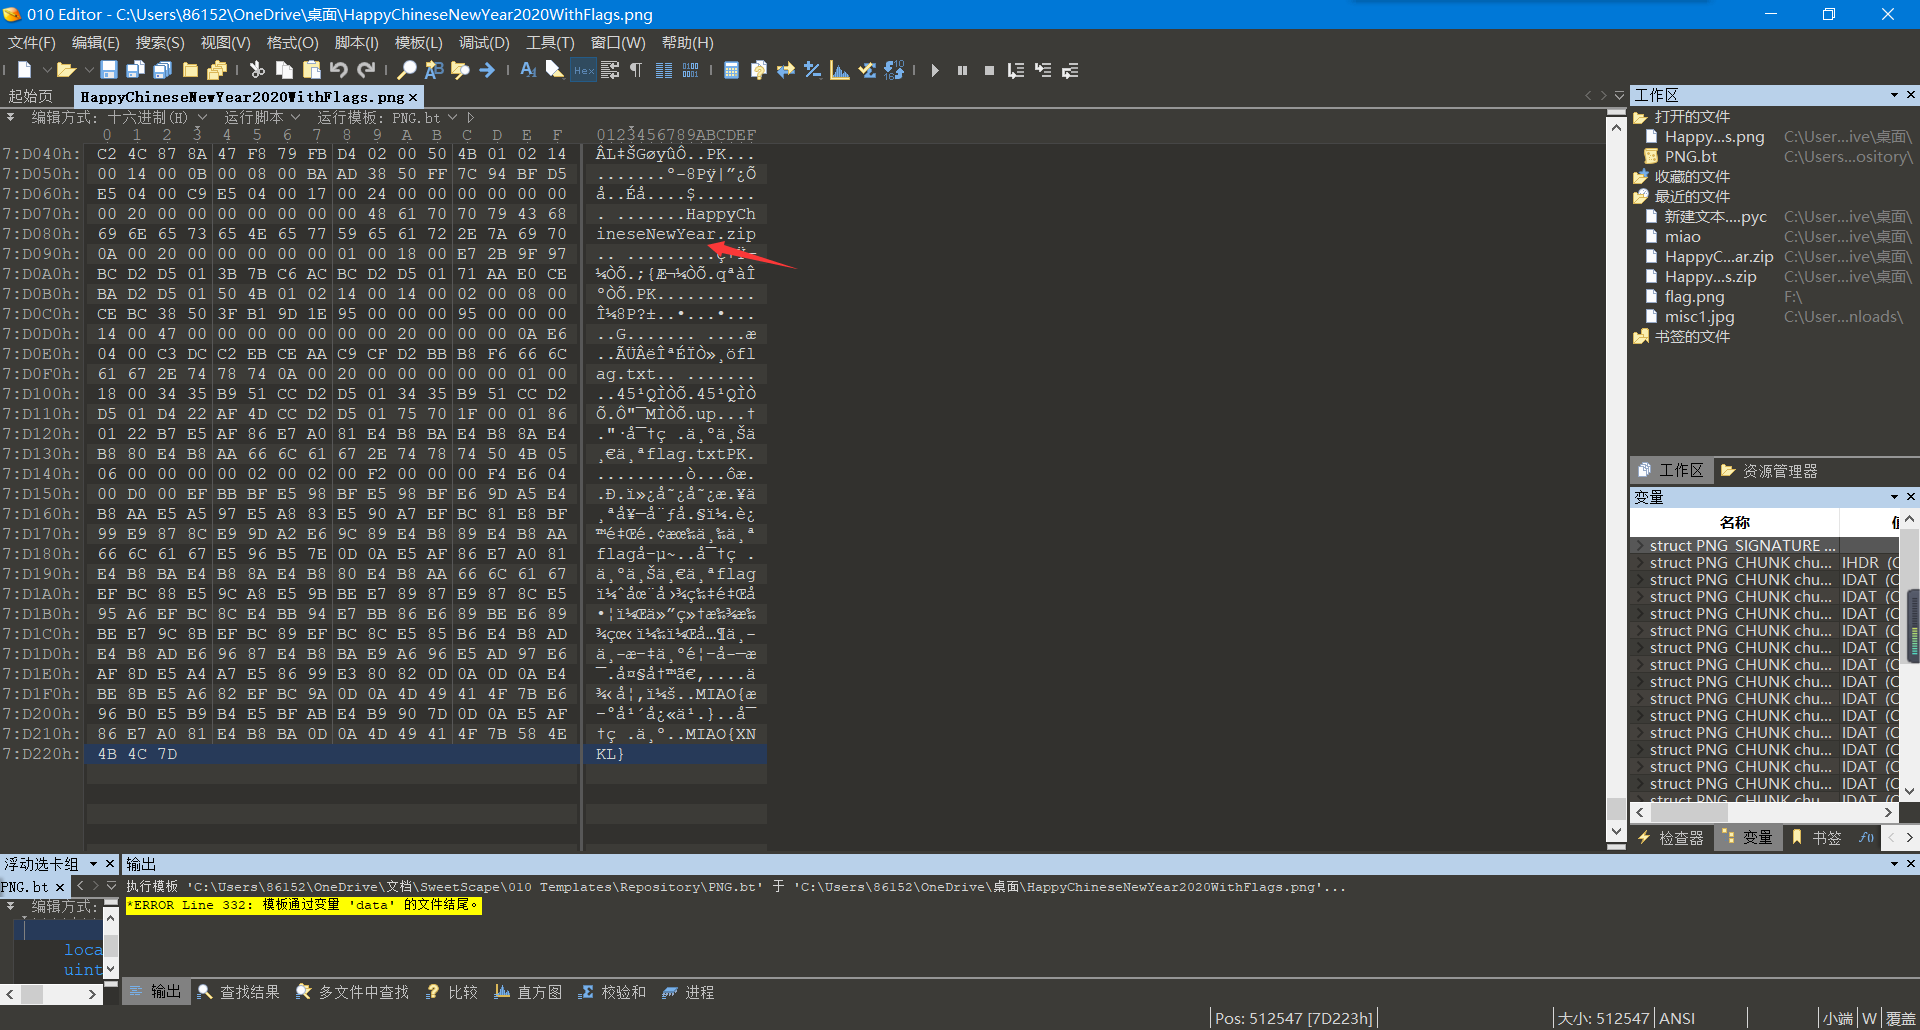 010 Editor - C:\Users\86152\OneDrive\桌面\HappyChineseNewYear2020WithFlags.png
文件(F) 编辑(E) 搜索(S) 视图(V) 格式(O) 脚本(I) 模板(L) 调试(D) 工具(T) 窗口(W) 帮助(H)
起始页 HappyChineseNewYear2020WithFlags.png
编辑方式: 十六进制(H) 运行脚本 运行模板: PNG.bt
0 1 2 3 4 5 6 7 8 9 A B C D E F 0123456789ABCDEF
7:D040h: C2 4C 87 8A 47 F8 79 FB D4 02 00 50 4B 01 02 14 ÂL‡ŠGøyûÔ..PK...
7:D050h: 00 14 00 0B 00 08 00 BA AD 38 50 FF 7C 94 BF D5 .......º-8Pÿ|”¿Õ
7:D060h: E5 04 00 C9 E5 04 00 17 00 24 00 00 00 00 00 00 å..Éå....$......
7:D070h: 00 20 00 00 00 00 00 00 00 48 61 70 70 79 43 68 . .......HappyCh
7:D080h: 69 6E 65 73 65 4E 65 77 59 65 61 72 2E 7A 69 70 ineseNewYear.zip
7:D090h: 0A 00 20 00 00 00 00 00 01 00 18 00 E7 2B 9F 97
7:D0A0h: BC D2 D5 01 3B 7B C6 AC BC D2 D5 01 71 AA E0 CE ¼ÒÕ.;{Æ¬¼ÒÕ.qªàÎ
7:D0B0h: BA D2 D5 01 50 4B 01 02 14 00 14 00 02 00 08 00 ºÒÕ.PK..........
7:D0C0h: CE BC 38 50 3F B1 9D 1E 95 00 00 00 95 00 00 00 Î¼8P?±..•...•...
7:D0D0h: 14 00 47 00 00 00 00 00 00 00 20 00 00 00 0A E6 ..G....... ....æ
7:D0E0h: 04 00 C3 DC C2 EB CE AA C9 CF D2 BB B8 F6 66 6C ..ÃÜÂëÎªÉÏÒ»¸öfl
7:D0F0h: 61 67 2E 74 78 74 0A 00 20 00 00 00 00 00 01 00 ag.txt.. .......
7:D100h: 18 00 34 35 B9 51 CC D2 D5 01 34 35 B9 51 CC D2 ..45¹QÌÒÕ.45¹QÌÒ
7:D110h: D5 01 D4 22 AF 4D CC D2 D5 01 75 70 1F 00 01 86 Õ.Ô"¯MÌÒÕ.up...†
7:D120h: 01 22 B7 E5 AF 86 E7 A0 81 E4 B8 BA E4 B8 8A E4 ."·å¯†ç .ä¸ºä¸Šä
7:D130h: B8 80 E4 B8 AA 66 6C 61 67 2E 74 78 74 50 4B 05 ¸€ä¸ªflag.txtPK.
7:D140h: 06 00 00 00 00 02 00 02 00 F2 00 00 00 F4 E6 04 .........ò...ôæ.
7:D150h: 00 D0 00 EF BB BF E5 98 BF E5 98 BF E6 9D A5 E4 .Ð.ï»¿å˜¿å˜¿æ.¥ä
7:D160h: B8 AA E5 A5 97 E5 A8 83 E5 90 A7 EF BC 81 E8 BF ¸ªå¥—å¨ƒå.§ï¼.è¿
7:D170h: 99 E9 87 8C E9 9D A2 E6 9C 89 E4 B8 89 E4 B8 AA ™é‡Œé.¢æœ‰ä¸‰ä¸ª
7:D180h: 66 6C 61 67 E5 96 B5 7E 0D 0A E5 AF 86 E7 A0 81 flagå–µ~..å¯†ç .
7:D190h: E4 B8 BA E4 B8 8A E4 B8 80 E4 B8 AA 66 6C 61 67 ä¸ºä¸Šä¸€ä¸ªflag
7:D1A0h: EF BC 88 E5 9C A8 E5 9B BE E7 89 87 E9 87 8C E5 ï¼ˆåœ¨å›¾ç‰‡é‡Œå
7:D1B0h: 95 A6 EF BC 8C E4 BB 94 E7 BB 86 E6 89 BE E6 89 •¦ï¼Œä»”ç»†æ‰¾æ‰
7:D1C0h: BE E7 9C 8B EF BC 89 EF BC 8C E5 85 B6 E4 B8 AD ¾çœ‹ï¼‰ï¼Œå…¶ä¸-
7:D1D0h: E4 B8 AD E6 96 87 E4 B8 BA E9 A6 96 E5 AD 97 E6 ä¸-æ–‡ä¸ºé¦–å-—æ
7:D1E0h: AF 8D E5 A4 A7 E5 86 99 E3 80 82 0D 0A 0D 0A E4 ¯.å¤§å†™ã€‚....ä
7:D1F0h: BE 8B E5 A6 82 EF BC 9A 0D 0A 4D 49 41 4F 7B E6 ¾‹å¦‚ï¼š..MIAO{æ
7:D200h: 96 B0 E5 B9 B4 E5 BF AB E4 B9 90 7D 0D 0A E5 AF –°å¹´å¿«ä¹.}..å¯
7:D210h: 86 E7 A0 81 E4 B8 BA 0D 0A 4D 49 41 4F 7B 58 4E †ç .ä¸º..MIAO{XN
7:D220h: 4B 4C 7D KL}
工作区
打开的文件
Happy...s.png C:\User...ive\桌面\
PNG.bt C:\Users...ository\
收藏的文件
最近的文件
新建文本....pyc C:\User...ive\桌面\
miao C:\User...ive\桌面\
HappyC...ar.zip C:\User...ive\桌面\
Happy...s.zip C:\User...ive\桌面\
flag.png F:\
misc1.jpg C:\User...nloads\
书签的文件
工作区 资源管理器
变量
名称
struct PNG_SIGNATURE ...
struct PNG_CHUNK chu... IHDR (C
struct PNG_CHUNK chu... IDAT (C
struct PNG_CHUNK chu... IDAT (C
struct PNG_CHUNK chu... IDAT (C
struct PNG_CHUNK chu... IDAT (C
struct PNG_CHUNK chu... IDAT (C
struct PNG_CHUNK chu... IDAT (C
struct PNG_CHUNK chu... IDAT (C
struct PNG_CHUNK chu... IDAT (C
struct PNG_CHUNK chu... IDAT (C
struct PNG_CHUNK chu... IDAT (C
struct PNG_CHUNK chu... IDAT (C
struct PNG_CHUNK chu... IDAT (C
struct PNG_CHUNK chu... IDAT (C
struct PNG_CHUNK chu... IDAT (C
检查器 变量 书签 f()
浮动选卡组 输出
PNG.bt
编辑方式:
loca
uint
执行模板 'C:\Users\86152\OneDrive\文档\SweetScape\010 Templates\Repository\PNG.bt' 于 'C:\Users\86152\OneDrive\桌面\HappyChineseNewYear2020WithFlags.png'...
*ERROR Line 332: 模板通过变量 'data' 的文件结尾。
输出 查找结果 多文件中查找 比较 直方图 校验和 进程
Pos: 512547 [7D223h] 大小: 512547 ANSI 小端 W 覆盖